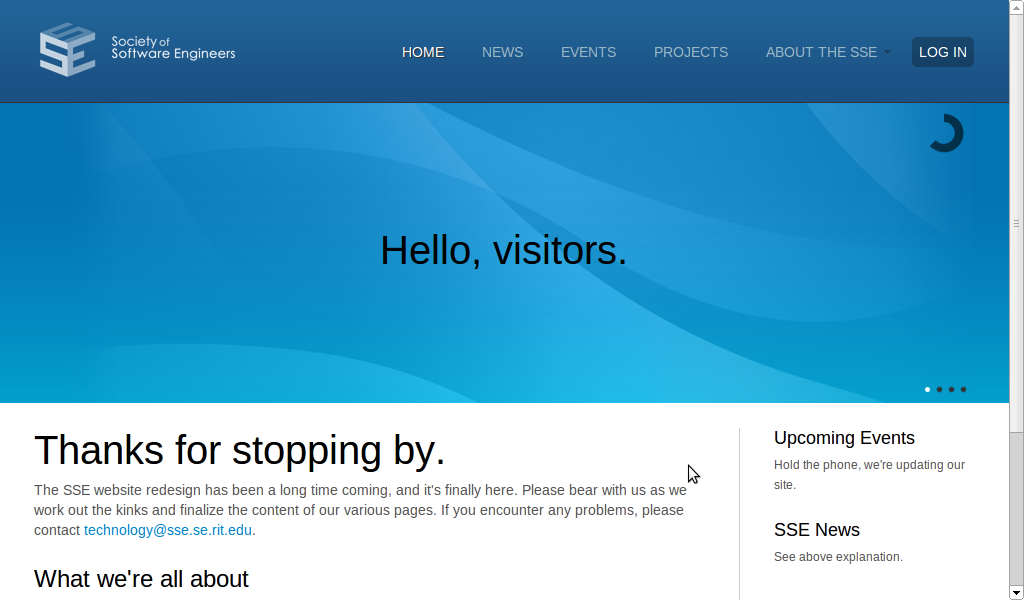 SSE
Society of
Software Engineers
HOME NEWS EVENTS PROJECTS ABOUT THE SSE LOG IN
Hello, visitors.
Thanks for stopping by.
The SSE website redesign has been a long time coming, and it's finally here. Please bear with us as we
work out the kinks and finalize the content of our various pages. If you encounter any problems, please
contact technology@sse.se.rit.edu.
What we're all about
Upcoming Events
Hold the phone, we're updating our
site.
SSE News
See above explanation.